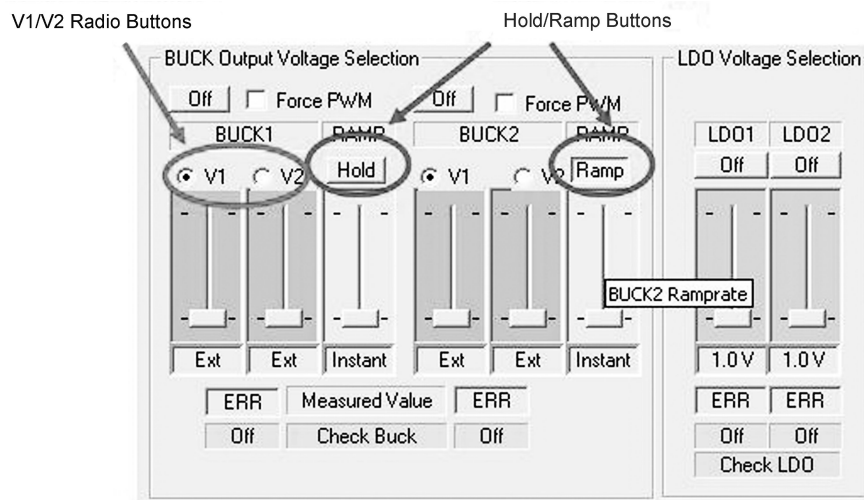 V1/V2 Radio Buttons
Hold/Ramp Buttons
BUCK Output Voltage Selection
LDO Voltage Selection
Off Force PWM Off Force PWM
BUCK1 RAMP BUCK2 RAMP LDO1 LDO2
Off Off
V1 V2 Hold V1 V2 Ramp
BUCK2 Ramprate
Ext Ext Instant Ext Ext Instant 1.0 V 1.0 V
ERR Measured Value ERR ERR ERR
Off Check Buck Off Off Off
Check LDO